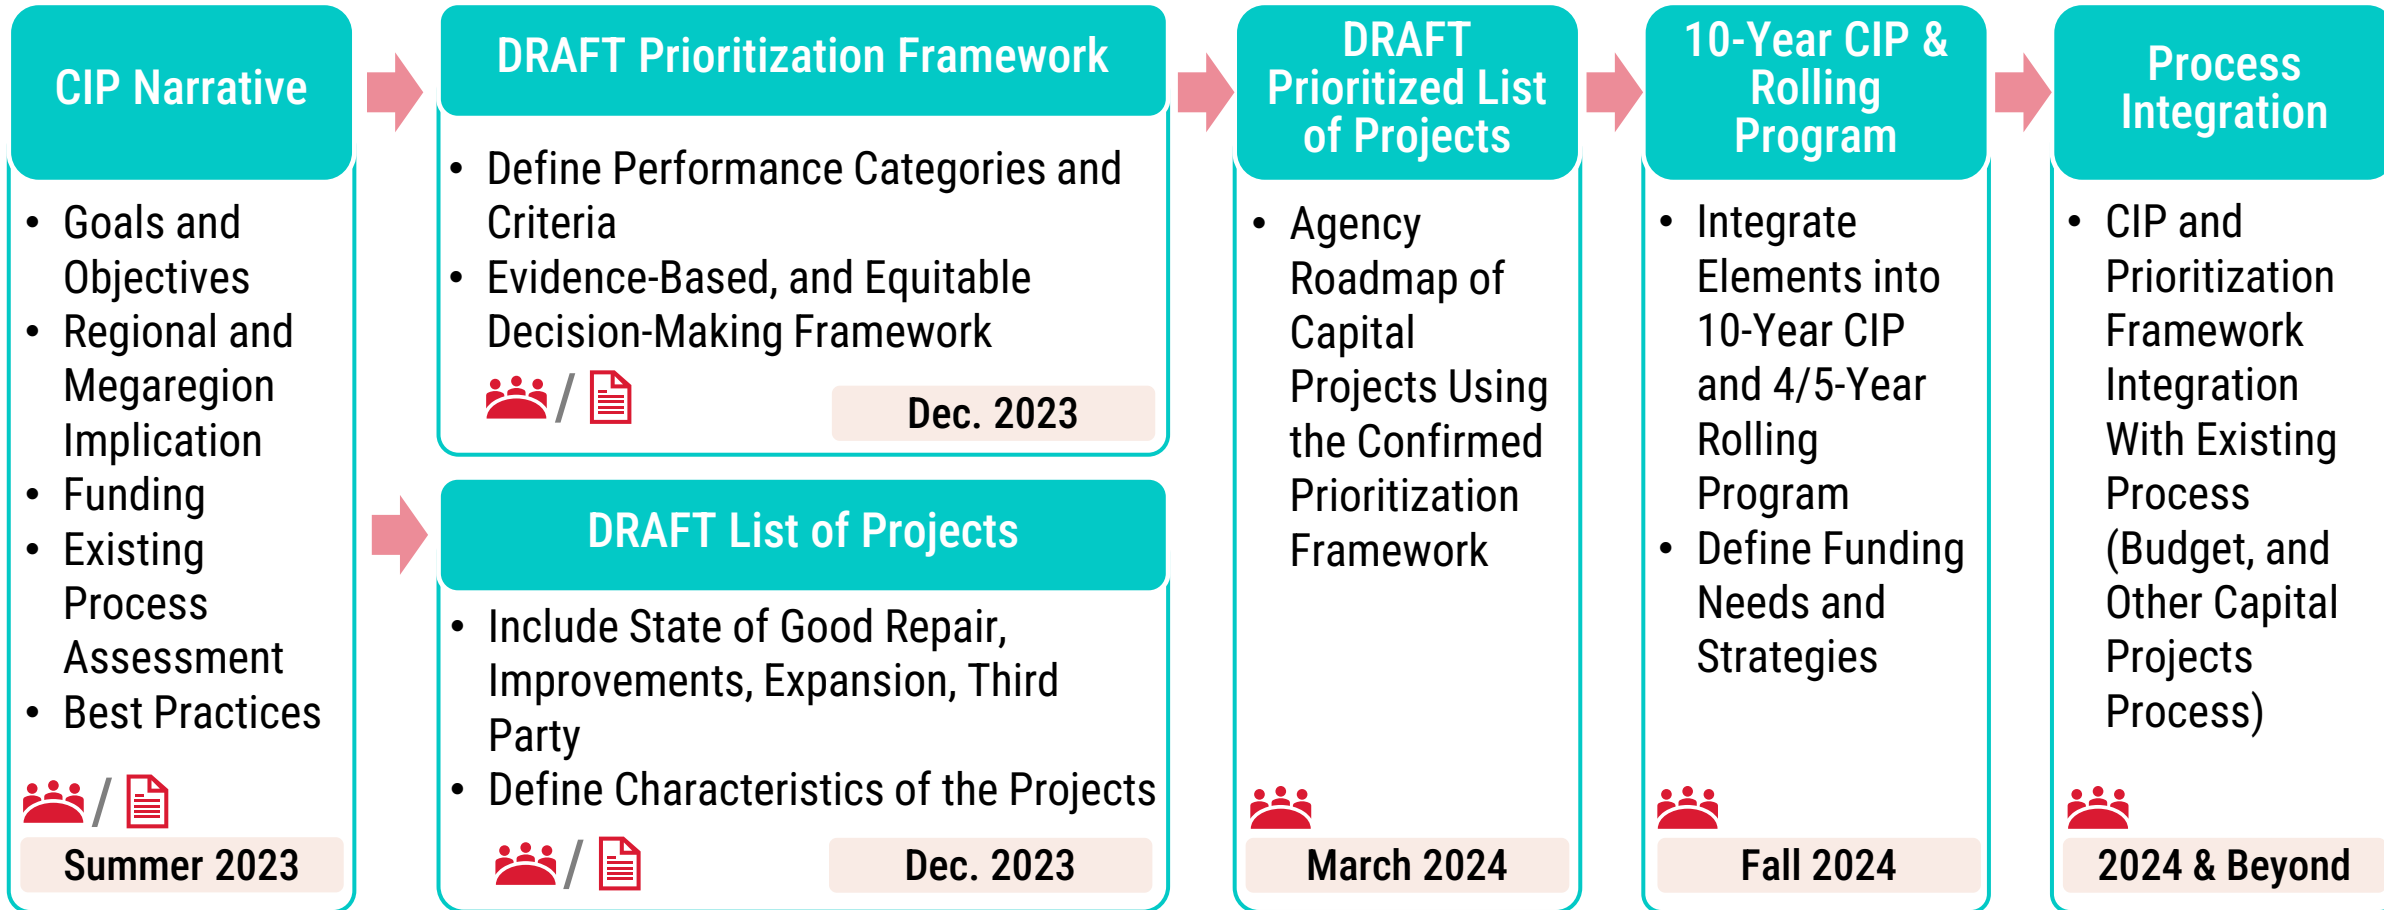 CIP Narrative
• Goals and
Objectives
• Regional and
Megaregion
Implication
• Funding
• Existing
Process
Assessment
• Best Practices
/
Summer 2023
DRAFT Prioritization Framework
• Define Performance Categories and
Criteria
• Evidence-Based, and Equitable
Decision-Making Framework
/
Dec. 2023
DRAFT List of Projects
• Include State of Good Repair,
Improvements, Expansion, Third
Party
• Define Characteristics of the Projects
/
Dec. 2023
DRAFT
Prioritized List
of Projects
• Agency
Roadmap of
Capital
Projects Using
the Confirmed
Prioritization
Framework
March 2024
10-Year CIP &
Rolling
Program
• Integrate
Elements into
10-Year CIP
and 4/5-Year
Rolling
Program
• Define Funding
Needs and
Strategies
Fall 2024
Process
Integration
• CIP and
Prioritization
Framework
Integration
With Existing
Process
(Budget, and
Other Capital
Projects
Process)
2024 & Beyond